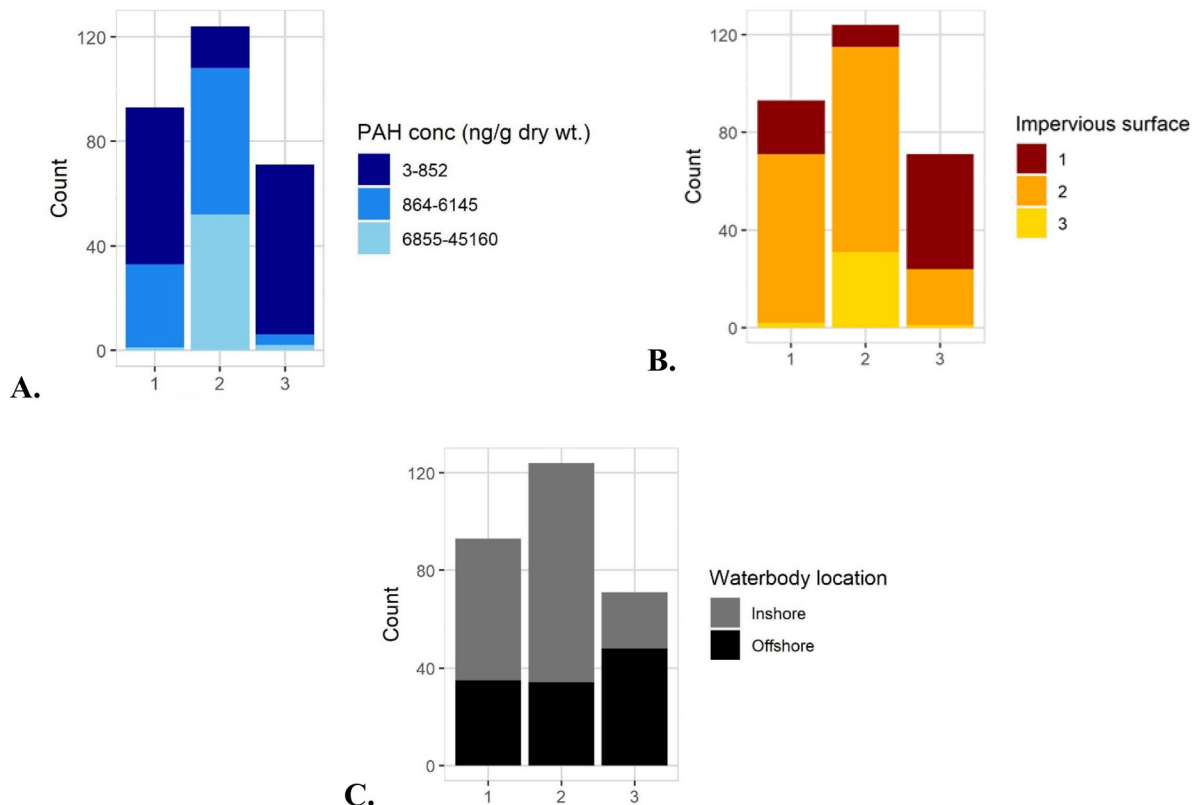 120
80
40
0
Count
1 2 3
PAH conc (ng/g dry wt.)
3-852
864-6145
6855-45160
A.
120
80
40
0
Count
1 2 3
Impervious surface
1
2
3
B.
120
80
40
0
Count
1 2 3
Waterbody location
Inshore
Offshore
C.